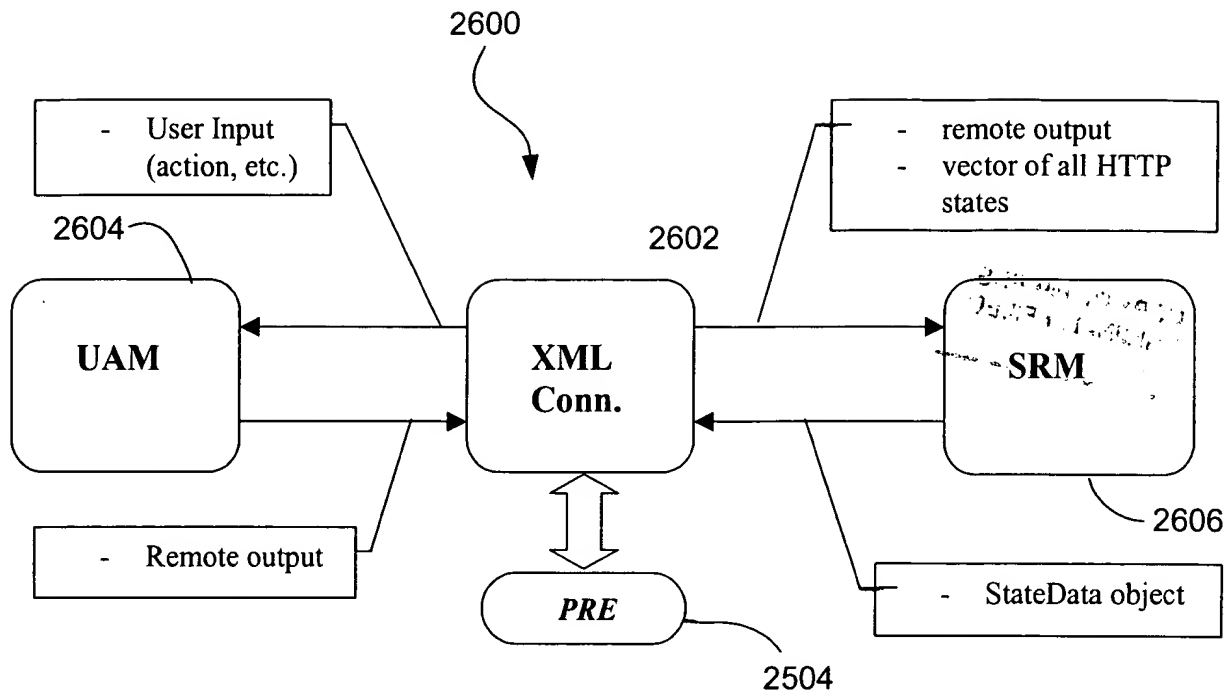 2600
- User Input
(action, etc.)
- remote output
- vector of all HTTP
states
2604
2602
UAM
XML
Conn.
SRM
2606
- Remote output
PRE
- StateData object
2504